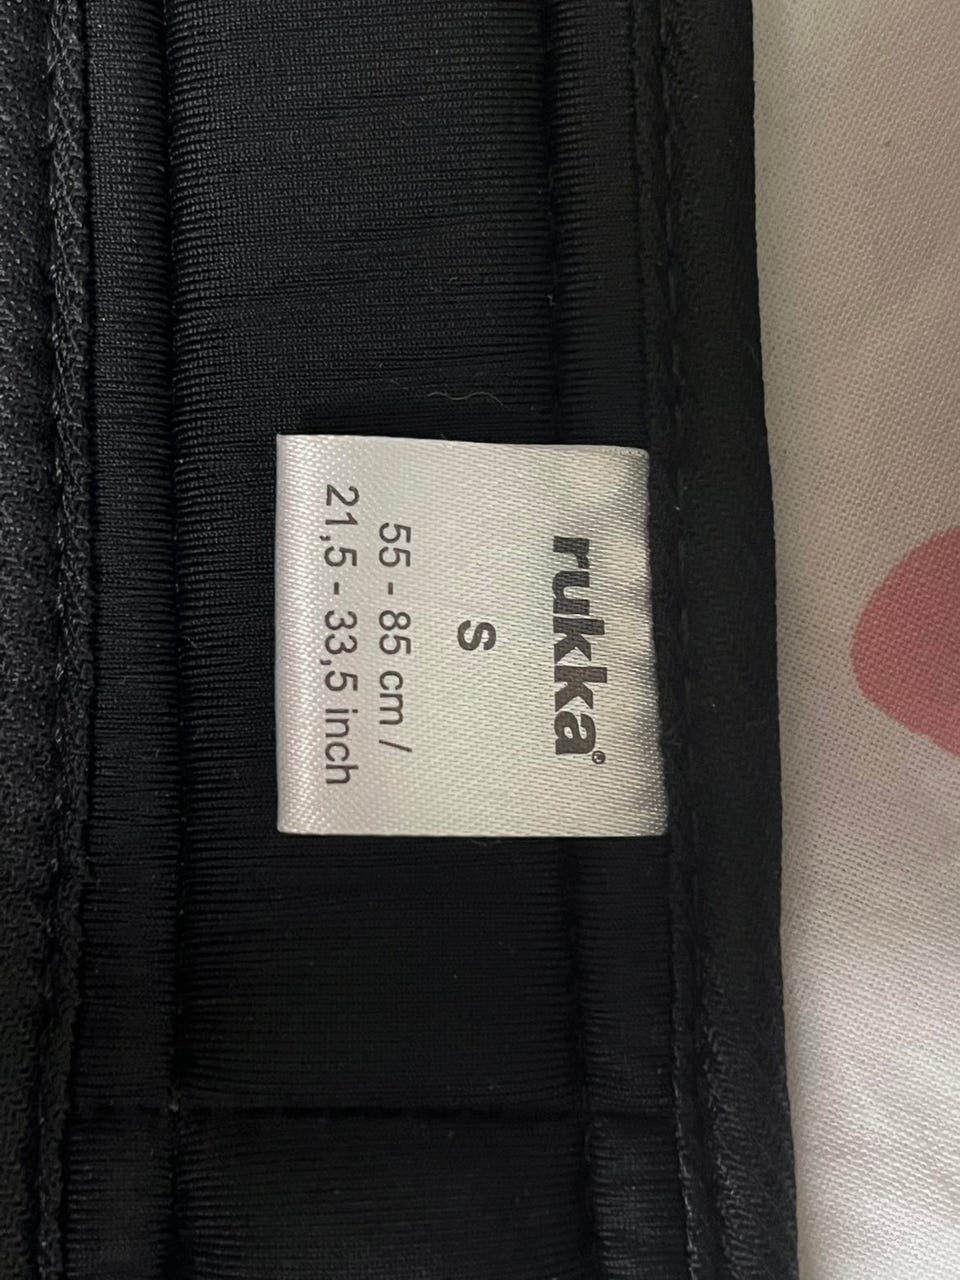 rukka®
S
55 - 85 cm /
21,5 - 33,5 inch